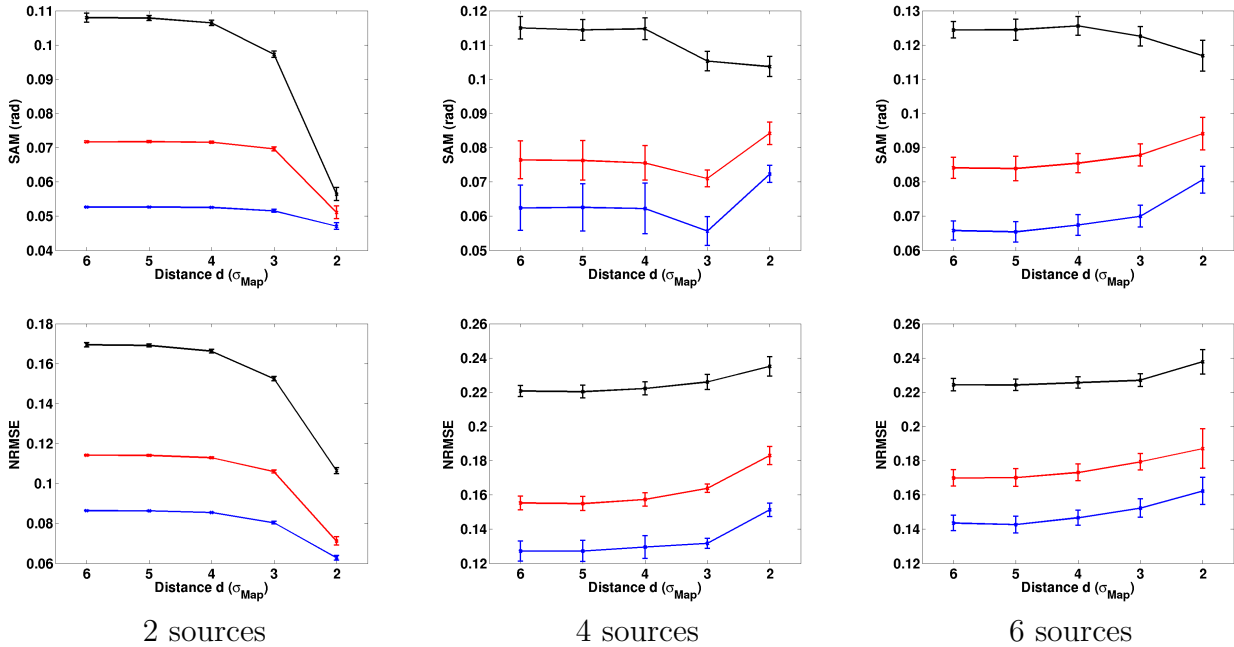 0.11
0.1
0.09
0.08
0.07
0.06
0.05
0.04
SAM (rad)
6 5 4 3 2
Distance d (σMap)
0.12
0.11
0.1
0.09
0.08
0.07
0.06
0.05
SAM (rad)
6 5 4 3 2
Distance d (σMap)
0.13
0.12
0.11
0.1
0.09
0.08
0.07
0.06
SAM (rad)
6 5 4 3 2
Distance d (σMap)
0.18
0.16
0.14
0.12
0.1
0.08
0.06
NRMSE
6 5 4 3 2
Distance d (σMap)
2 sources
0.26
0.24
0.22
0.2
0.18
0.16
0.14
0.12
NRMSE
6 5 4 3 2
Distance d (σMap)
4 sources
0.26
0.24
0.22
0.2
0.18
0.16
0.14
0.12
NRMSE
6 5 4 3 2
Distance d (σMap)
6 sources